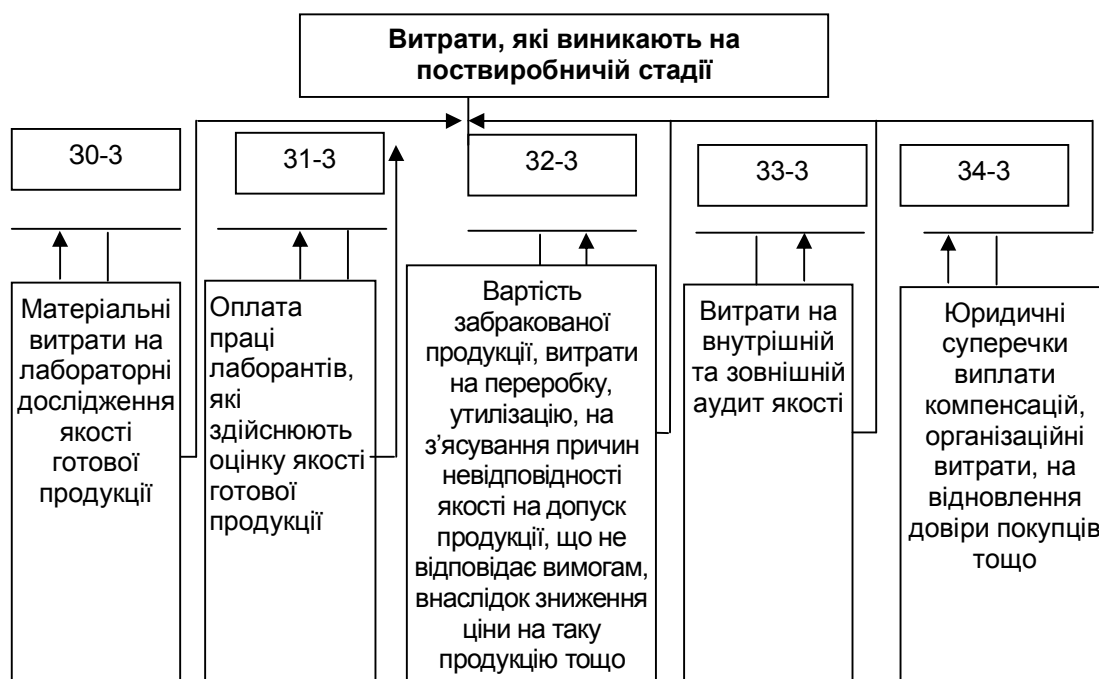 Витрати, які виникають на
поствиробничій стадії
30-3
31-3
32-3
33-3
34-3
Матеріальні
витрати на
лабораторні
дослідження
якості
готової
продукції
Оплата
праці
лаборантів,
які
здійснюють
оцінку якості
готової
продукції
Вартість
забракованої
продукції, витрати
на переробку,
утилізацію, на
з’ясування причин
невідповідності
якості на допуск
продукції, що не
відповідає вимогам,
внаслідок зниження
ціни на таку
продукцію тощо
Витрати на
внутрішній
та зовнішній
аудит якості
Юридичні
суперечки
виплати
компенсацій,
організаційні
витрати, на
відновлення
довіри покупців
тощо